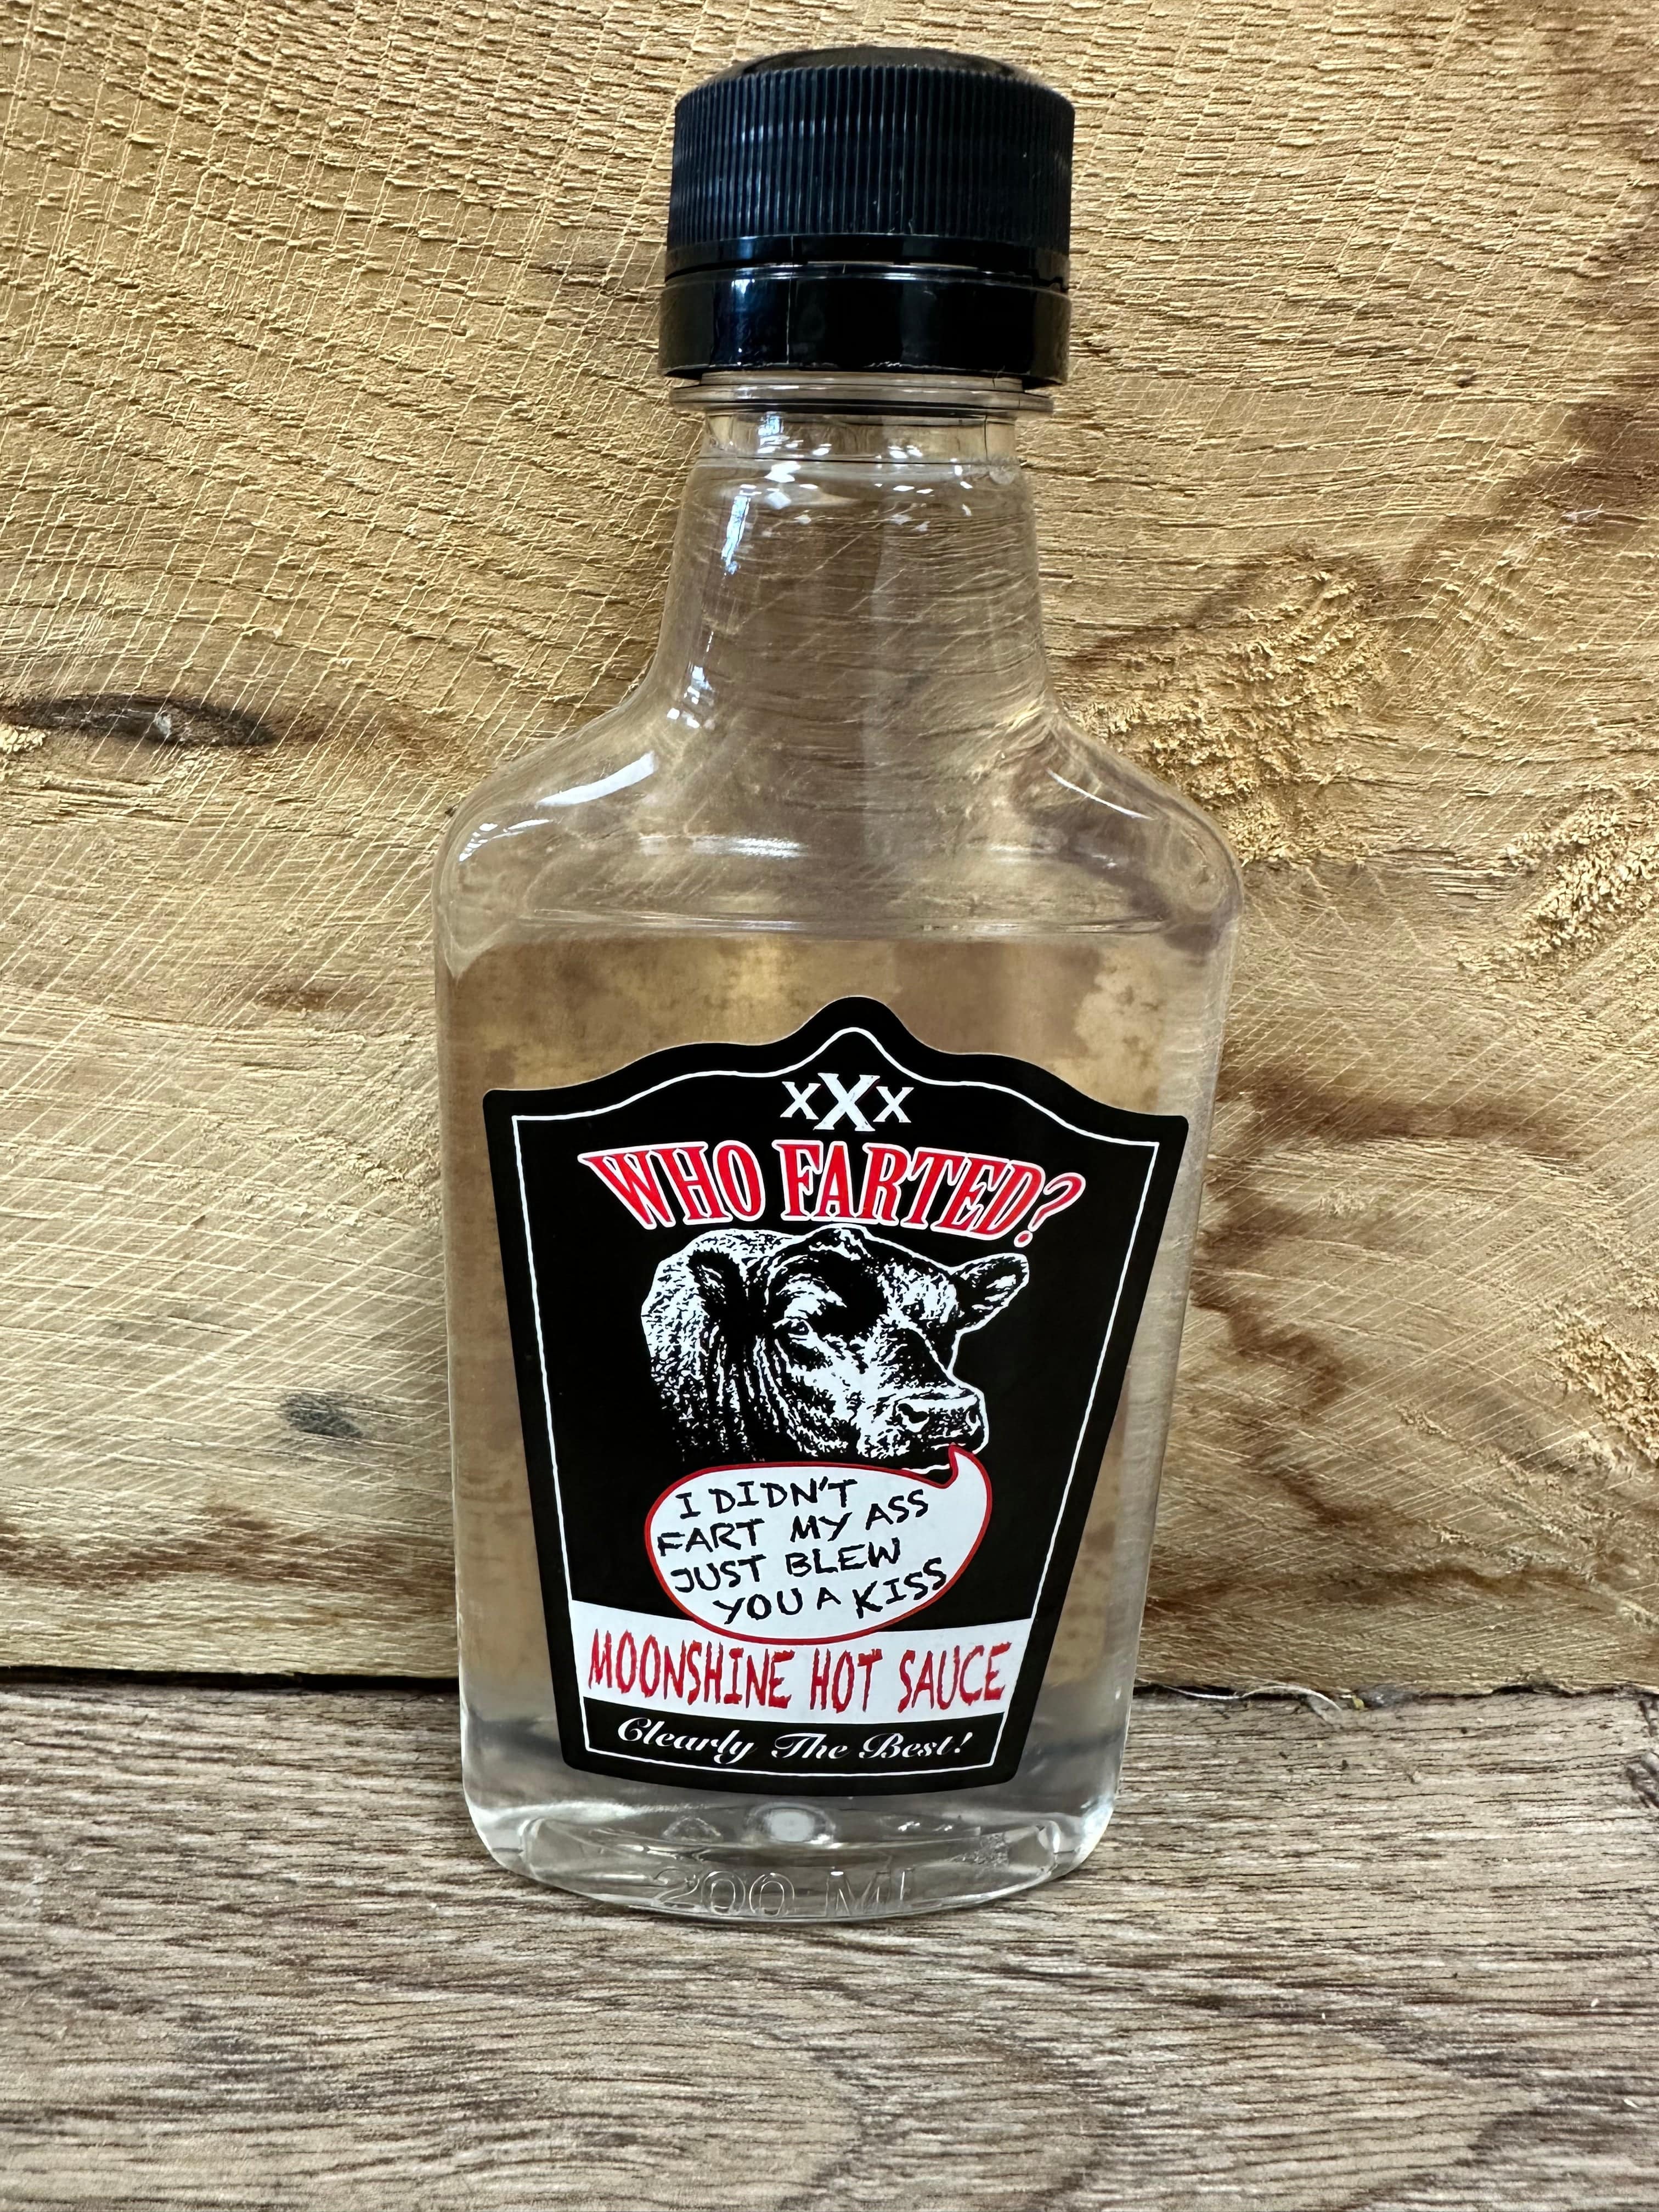 xXx
WHO FARTED?
I DIDN'T
FART MY ASS
JUST BLEW
YOU A KISS
MOONSHINE HOT SAUCE
Clearly The Best!
200 ML